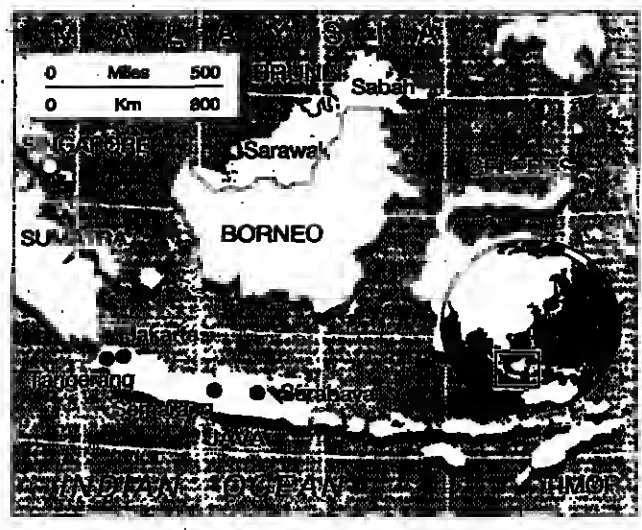 MALAYSIA
0 Miles 500
0 Km 800
BRUNEI
Sabah
SINGAPORE
Sarawak
SUMATRA
BORNEO
Jakarta
Tangerang
Semarang
Surabaya
JAVA
INDIAN OCEAN
TIMOR